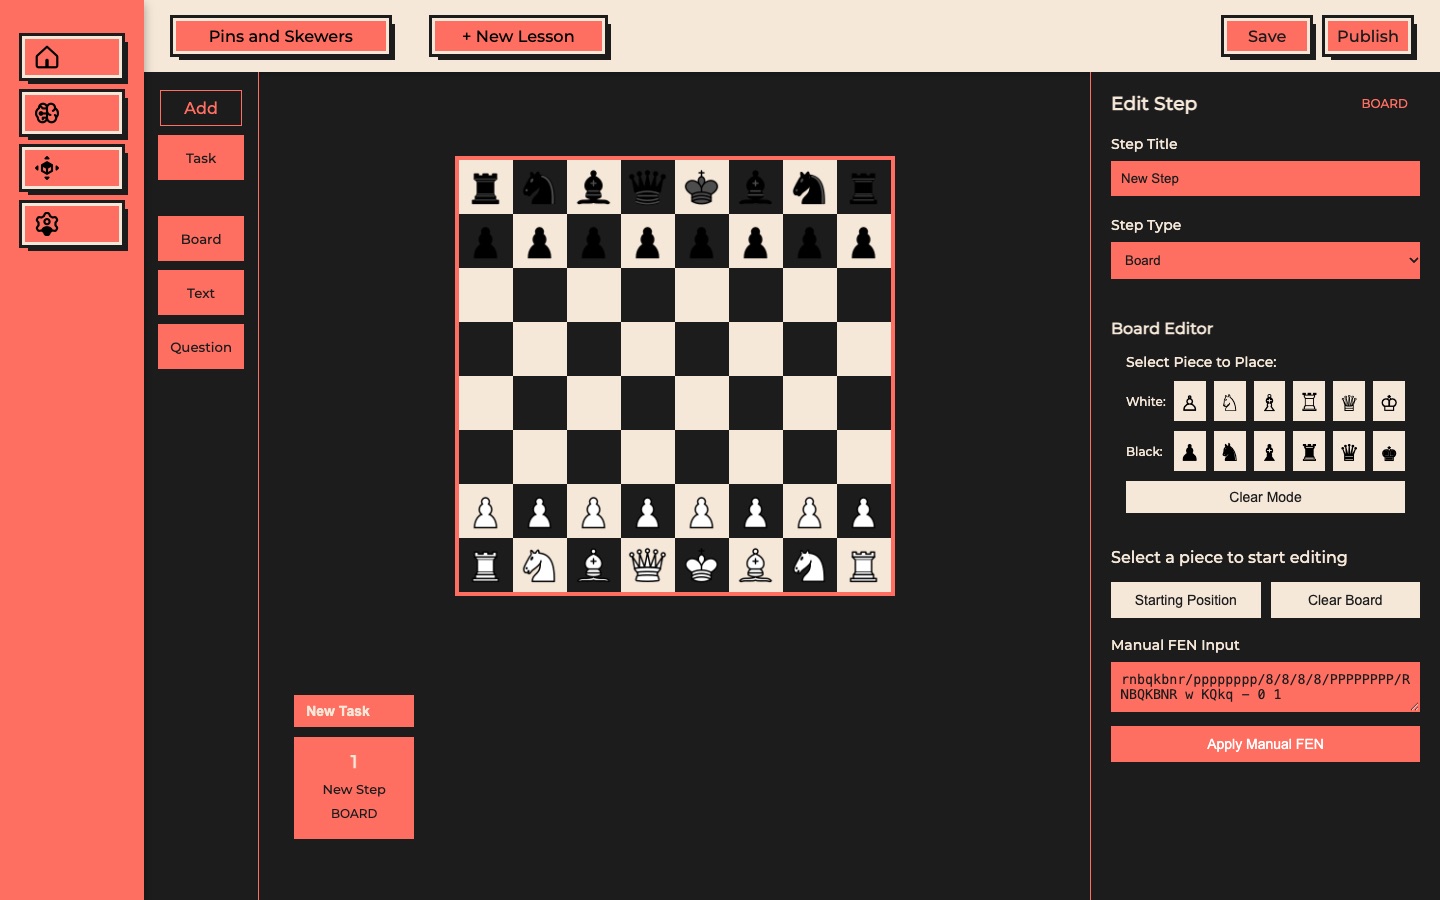 Pins and Skewers
+ New Lesson
Save
Publish
Add
Task
Board
Text
Question
New Task
1
New Step
BOARD
Edit Step
BOARD
Step Title
New Step
Step Type
Board
Board Editor
Select Piece to Place:
White:
Black:
Clear Mode
Select a piece to start editing
Starting Position
Clear Board
Manual FEN Input
rnbqkbnr/pppppppp/8/8/8/8/PPPPPPPP/R
NBQKBNR w KQkq – 0 1
Apply Manual FEN